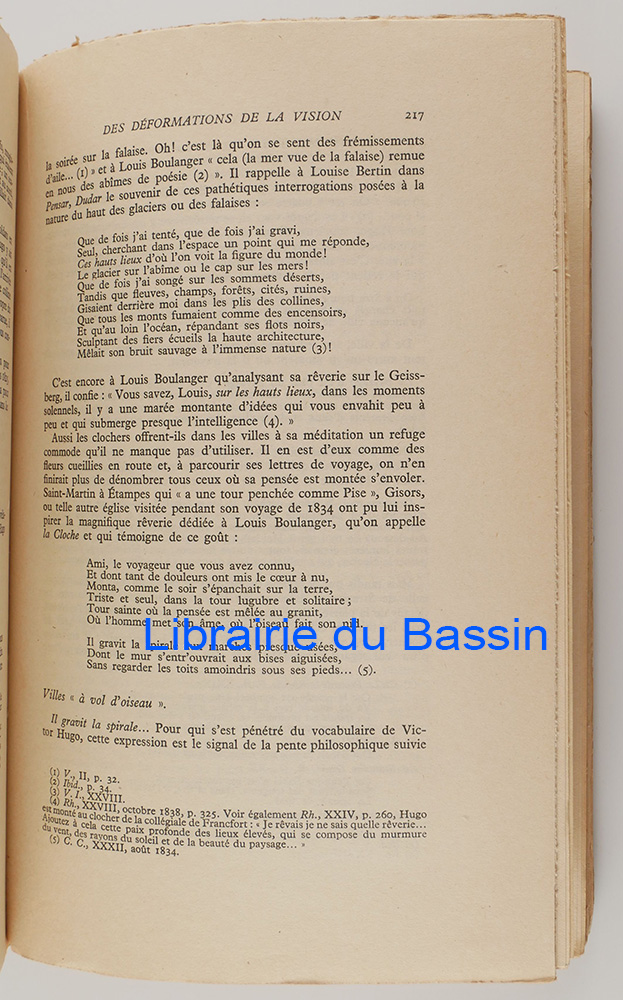 DES DÉFORMATIONS DE LA VISION 217
la soirée sur la falaise. Oh! c'est là qu'on se sent des frémissements
d'aile... (1) » et à Louis Boulanger « cela (la mer vue de la falaise) remue
en nous des abîmes de poésie (2) ». Il rappelle à Louise Bertin dans
Pensar, Dudar le souvenir de ces pathétiques interrogations posées à la
nature du haut des glaciers ou des falaises :
Que de fois j'ai tenté, que de fois j'ai gravi,
Seul, cherchant dans l'espace un point qui me réponde,
Ces hauts lieux d'où l'on voit la figure du monde!
Le glacier sur l'abîme ou le cap sur les mers!
Que de fois j'ai songé sur les sommets déserts,
Tandis que fleuves, champs, forêts, cités, ruines,
Gisaient derrière moi dans les plis des collines,
Que tous les monts fumaient comme des encensoirs,
Et qu'au loin l'océan, répandant ses flots noirs,
Sculptant des fiers écueils la haute architecture,
Mêlait son bruit sauvage à l'immense nature (3)!
C'est encore à Louis Boulanger qu'analysant sa rêverie sur le Geiss-
berg, il confie : « Vous savez, Louis, sur les hauts lieux, dans les moments
solennels, il y a une marée montante d'idées qui vous envahit peu à
peu et qui submerge presque l'intelligence (4). »
Aussi les clochers offrent-ils dans les villes à sa méditation un refuge
commode qu'il ne manque pas d'utiliser. Il en est d'eux comme des
fleurs cueillies en route et, à parcourir ses lettres de voyage, on n'en
finirait plus de dénombrer tous ceux où sa pensée est montée s'envoler.
Saint-Martin à Étampes qui « a une tour penchée comme Pise », Gisors,
ou telle autre église visitée pendant son voyage de 1834 ont pu lui ins-
pirer la magnifique rêverie dédiée à Louis Boulanger, qu'on appelle
la Cloche et qui témoigne de ce goût :
Ami, le voyageur que vous avez connu,
Et dont tant de douleurs ont mis le cœur à nu,
Monta, comme le soir s'épanchait sur la terre,
Triste et seul, dans la tour lugubre et solitaire;
Tour sainte où la pensée est mêlée au granit,
Où l'homme met son âme, où l'oiseau fait son nid.
Librairie du Bassin
Il gravit la spirale aux marches presque usées,
Dont le mur s'entr'ouvrait aux bises aiguisées,
Sans regarder les toits amoindris sous ses pieds... (5).
Villes « à vol d'oiseau ».
Il gravit la spirale... Pour qui s'est pénétré du vocabulaire de Vic-
tor Hugo, cette expression est le signal de la pente philosophique suivie
(1) V., II, p. 32.
(2) Ibid., p. 34.
(3) V. I., XXVIII.
(4) Rh., XXVIII, octobre 1838, p. 325. Voir également Rh., XXIV, p. 260, Hugo
est monté au clocher de la collégiale de Francfort : « Je rêvais je ne sais quelle rêverie...
Ajoutez à cela cette paix profonde des lieux élevés, qui se compose du murmure
du vent, des rayons du soleil et de la beauté du paysage... »
(5) C. C., XXXII, août 1834.